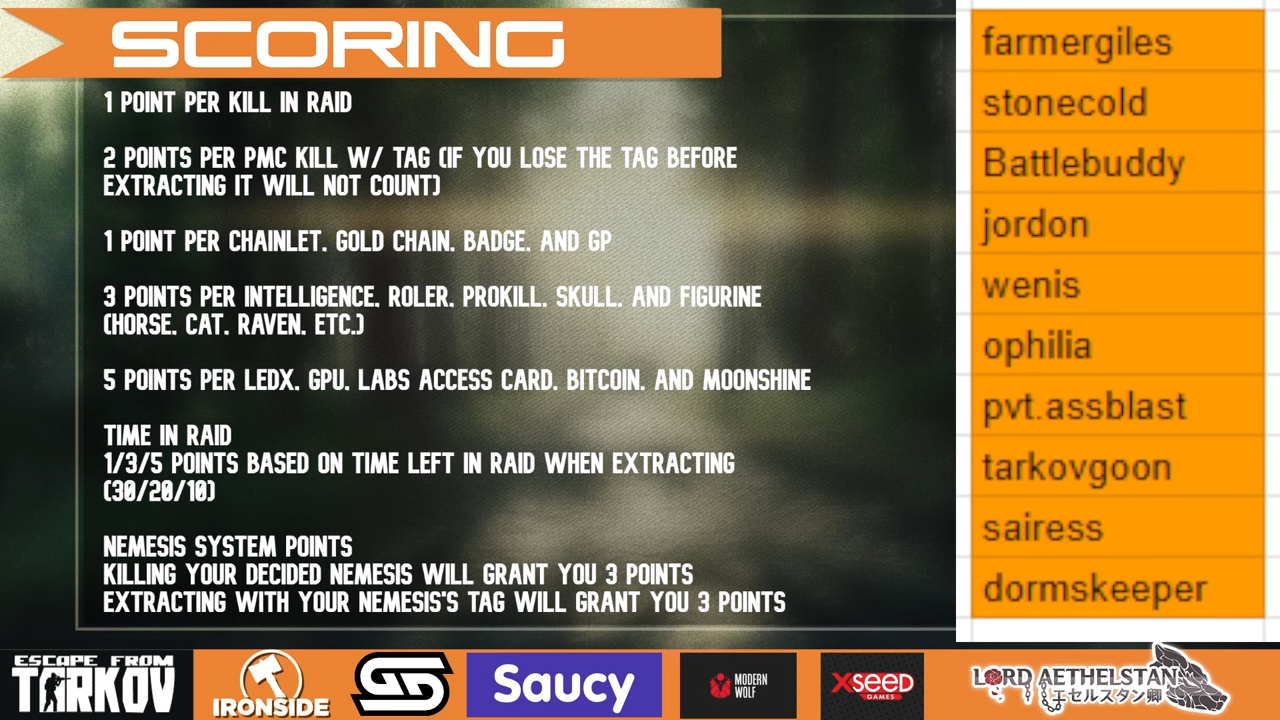 SCORING
1 POINT PER KILL IN RAID
2 POINTS PER PMC KILL W/ TAG (IF YOU LOSE THE TAG BEFORE
EXTRACTING IT WILL NOT COUNT)
1 POINT PER CHAINLET, GOLD CHAIN, BADGE, AND GP
3 POINTS PER INTELLIGENCE, ROLER, PROKILL, SKULL, AND FIGURINE
(HORSE, CAT, RAVEN, ETC.)
5 POINTS PER LEDX, GPU, LABS ACCESS CARD, BITCOIN, AND MOONSHINE
TIME IN RAID
1/3/5 POINTS BASED ON TIME LEFT IN RAID WHEN EXTRACTING
(30/20/10)
NEMESIS SYSTEM POINTS
KILLING YOUR DECIDED NEMESIS WILL GRANT YOU 3 POINTS
EXTRACTING WITH YOUR NEMESIS'S TAG WILL GRANT YOU 3 POINTS
farmergiles
stonecold
Battlebuddy
jordon
wenis
ophilia
pvt.assblast
tarkovgoon
sairess
dormskeeper
ESCAPE FROM
TARKOV
IRONSIDE
Saucy
MODERN
WOLF
XSEED
GAMES
LORD AETHELSTAN
エセルスタン卿